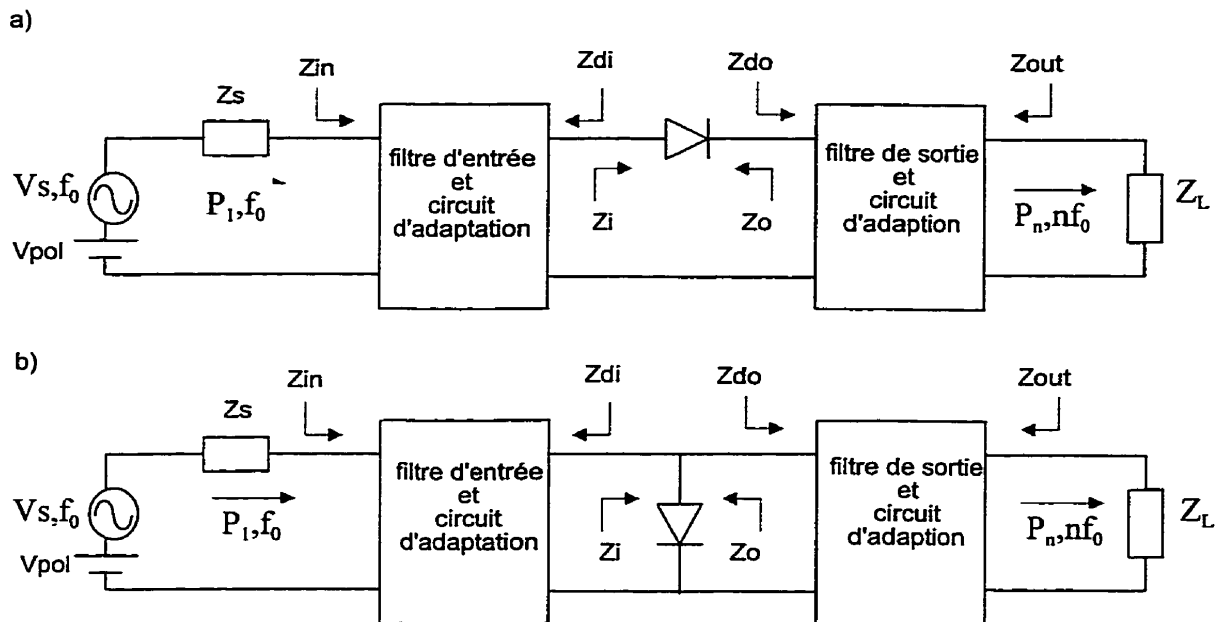 a)
Zin
Zdi
Zdo
Zout
Zs
filtre d'entrée
et
circuit
d'adaptation
filtre de sortie
et
circuit
d'adaption
Vs,f₀
P₁,f₀
Zi
Zo
Pₙ,nf₀
Z_L
Vpol
b)
Zin
Zdi
Zdo
Zout
Zs
filtre d'entrée
et
circuit
d'adaptation
filtre de sortie
et
circuit
d'adaption
Vs,f₀
P₁,f₀
Zi
Zo
Pₙ,nf₀
Z_L
Vpol